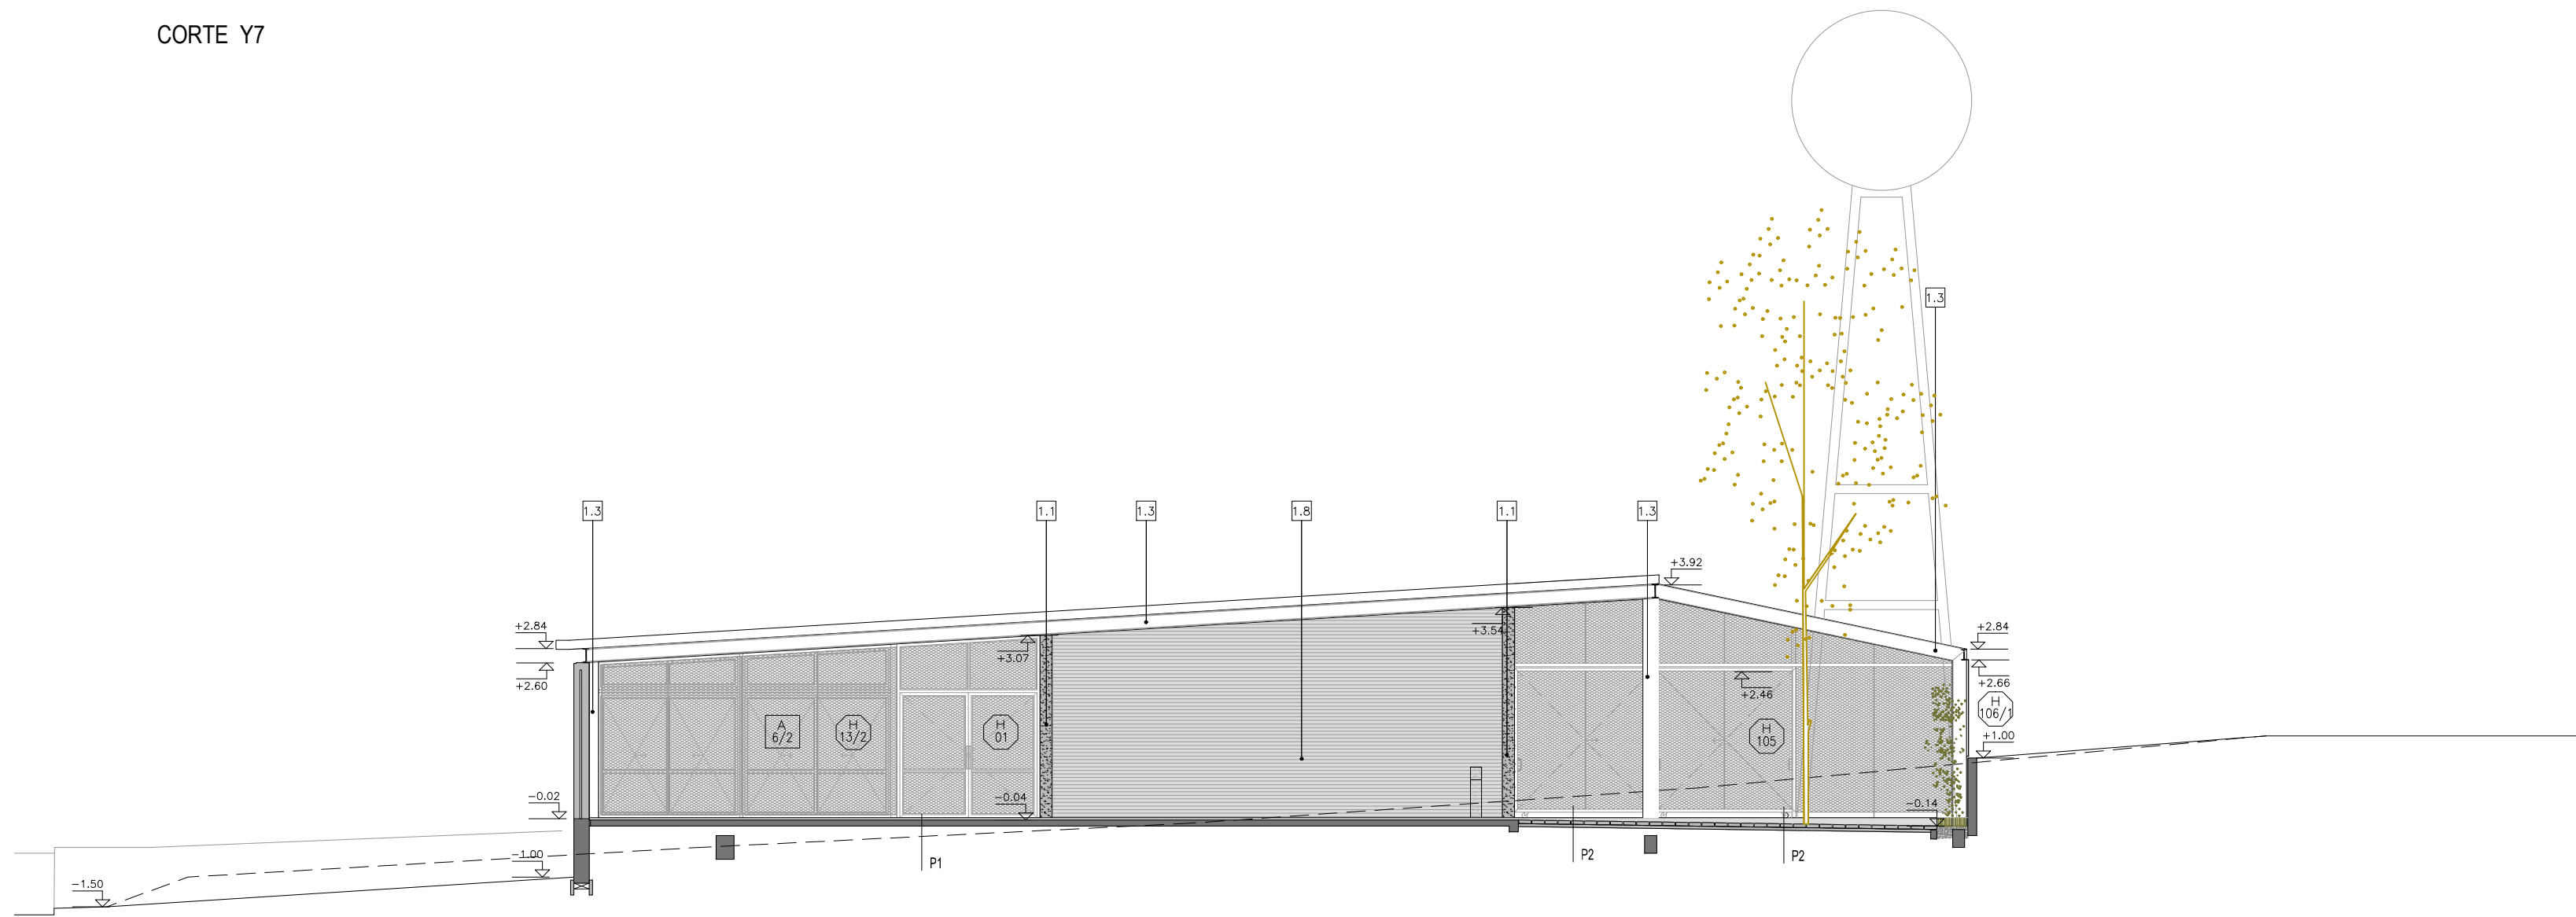 CORTE Y7
1.3
1.3
1.1
1.3
1.8
1.1
1.3
+3.92
+2.84
+2.84
+3.54
+3.07
+2.60
+2.66
+2.46
A
6/2
H
13/2
H
01
H
105
H
106/1
+1.00
-0.02
-0.04
-0.14
-1.00
P1
P2
P2
-1.50